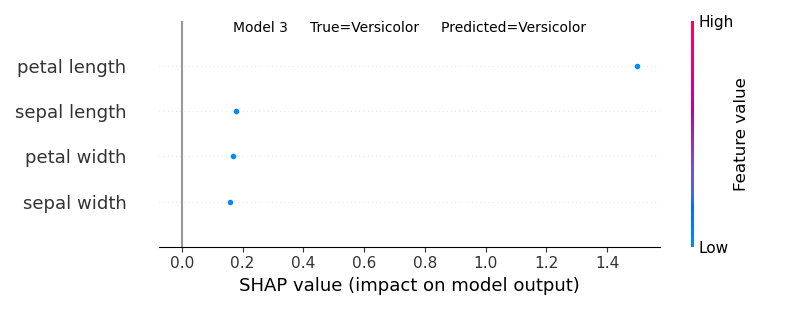 Model 3 True=Versicolor Predicted=Versicolor
High
petal length
sepal length
petal width
sepal width
Feature value
Low
0.0 0.2 0.4 0.6 0.8 1.0 1.2 1.4
SHAP value (impact on model output)